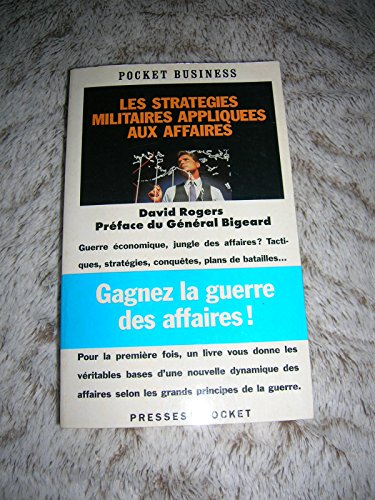 POCKET BUSINESS
LES STRATEGIES
MILITAIRES APPLIQUEES
AUX AFFAIRES
David Rogers
Préface du Général Bigeard
Guerre économique, jungle des affaires? Tacti-
ques, stratégies, conquêtes, plans de batailles...
Gagnez la guerre
des affaires!
Pour la première fois, un livre vous donne les
véritables bases d'une nouvelle dynamique des
affaires selon les grands principes de la guerre.
PRESSES POCKET